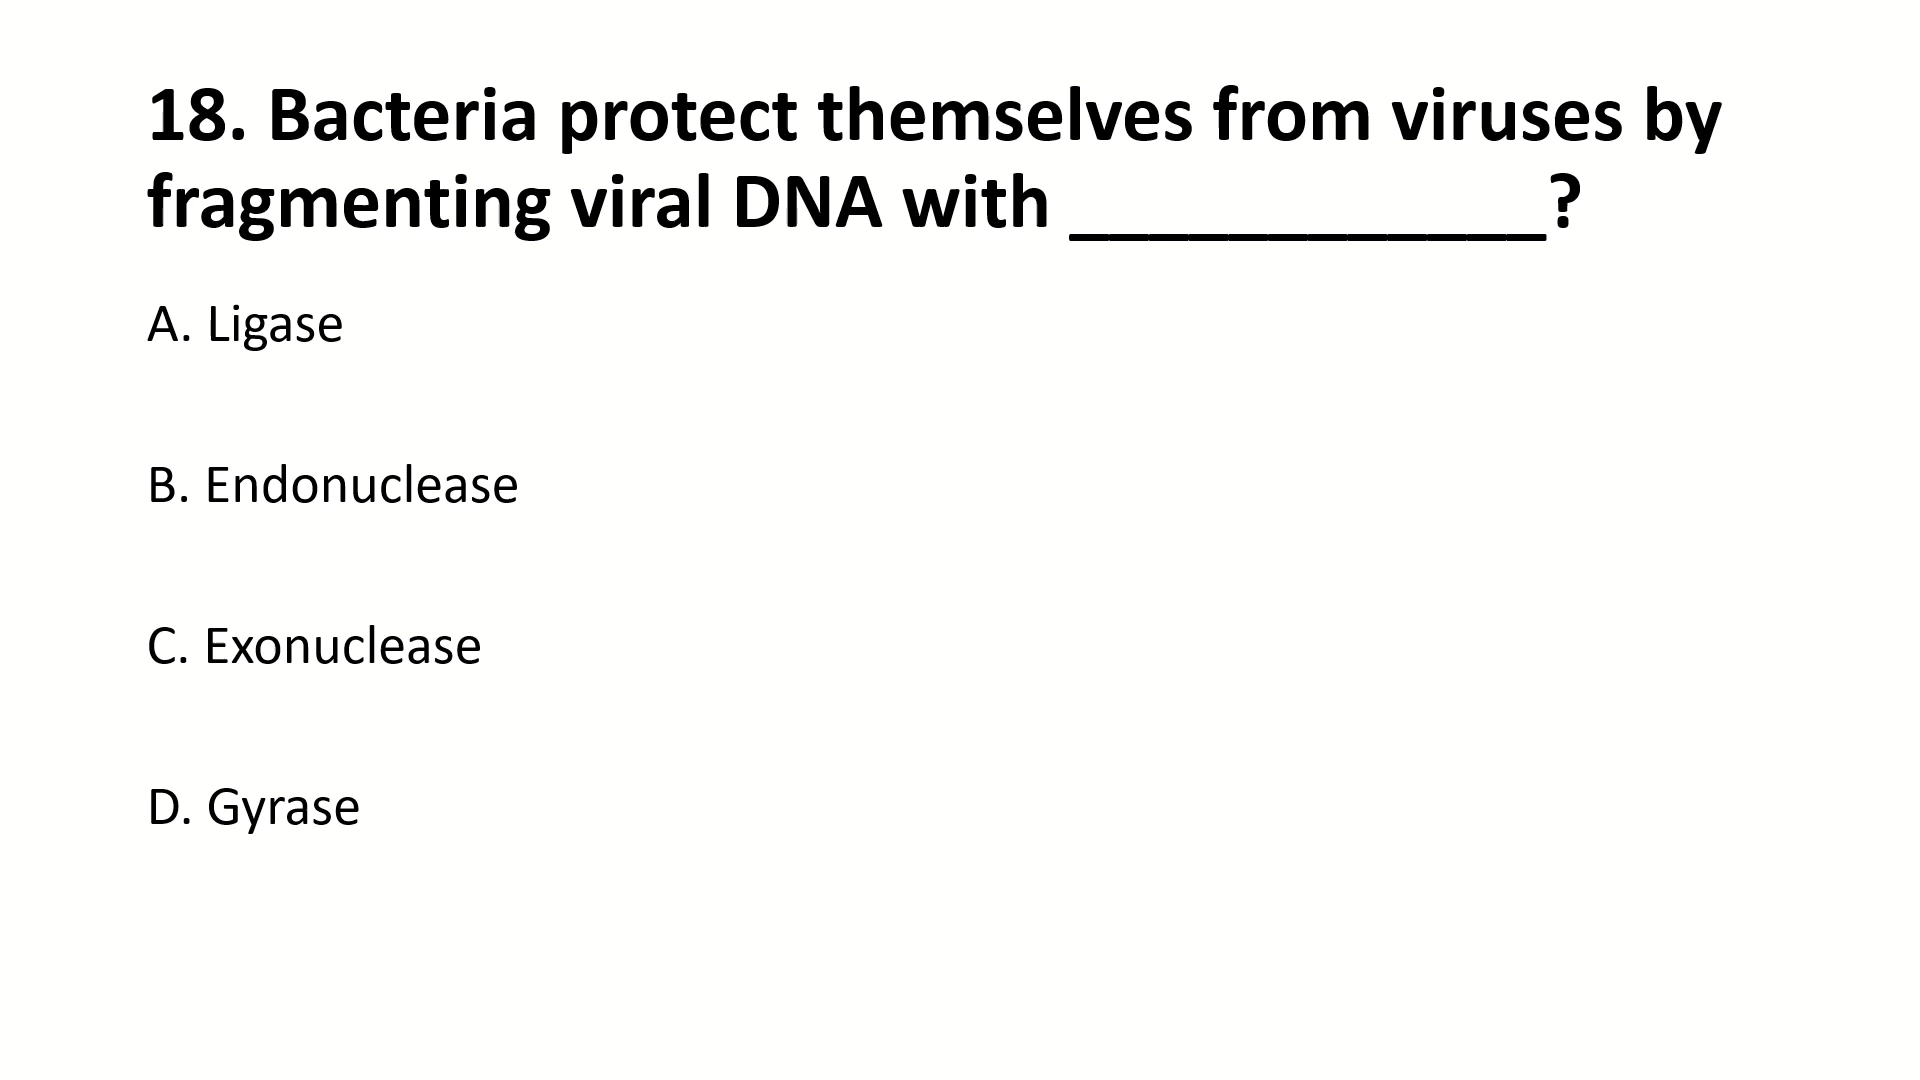 18. Bacteria protect themselves from viruses by
fragmenting viral DNA with ____________?
A. Ligase
B. Endonuclease
C. Exonuclease
D. Gyrase